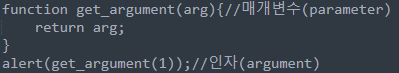 function get_argument(arg){//매개변수(parameter)
    return arg;
}
alert(get_argument(1));//인자(argument)